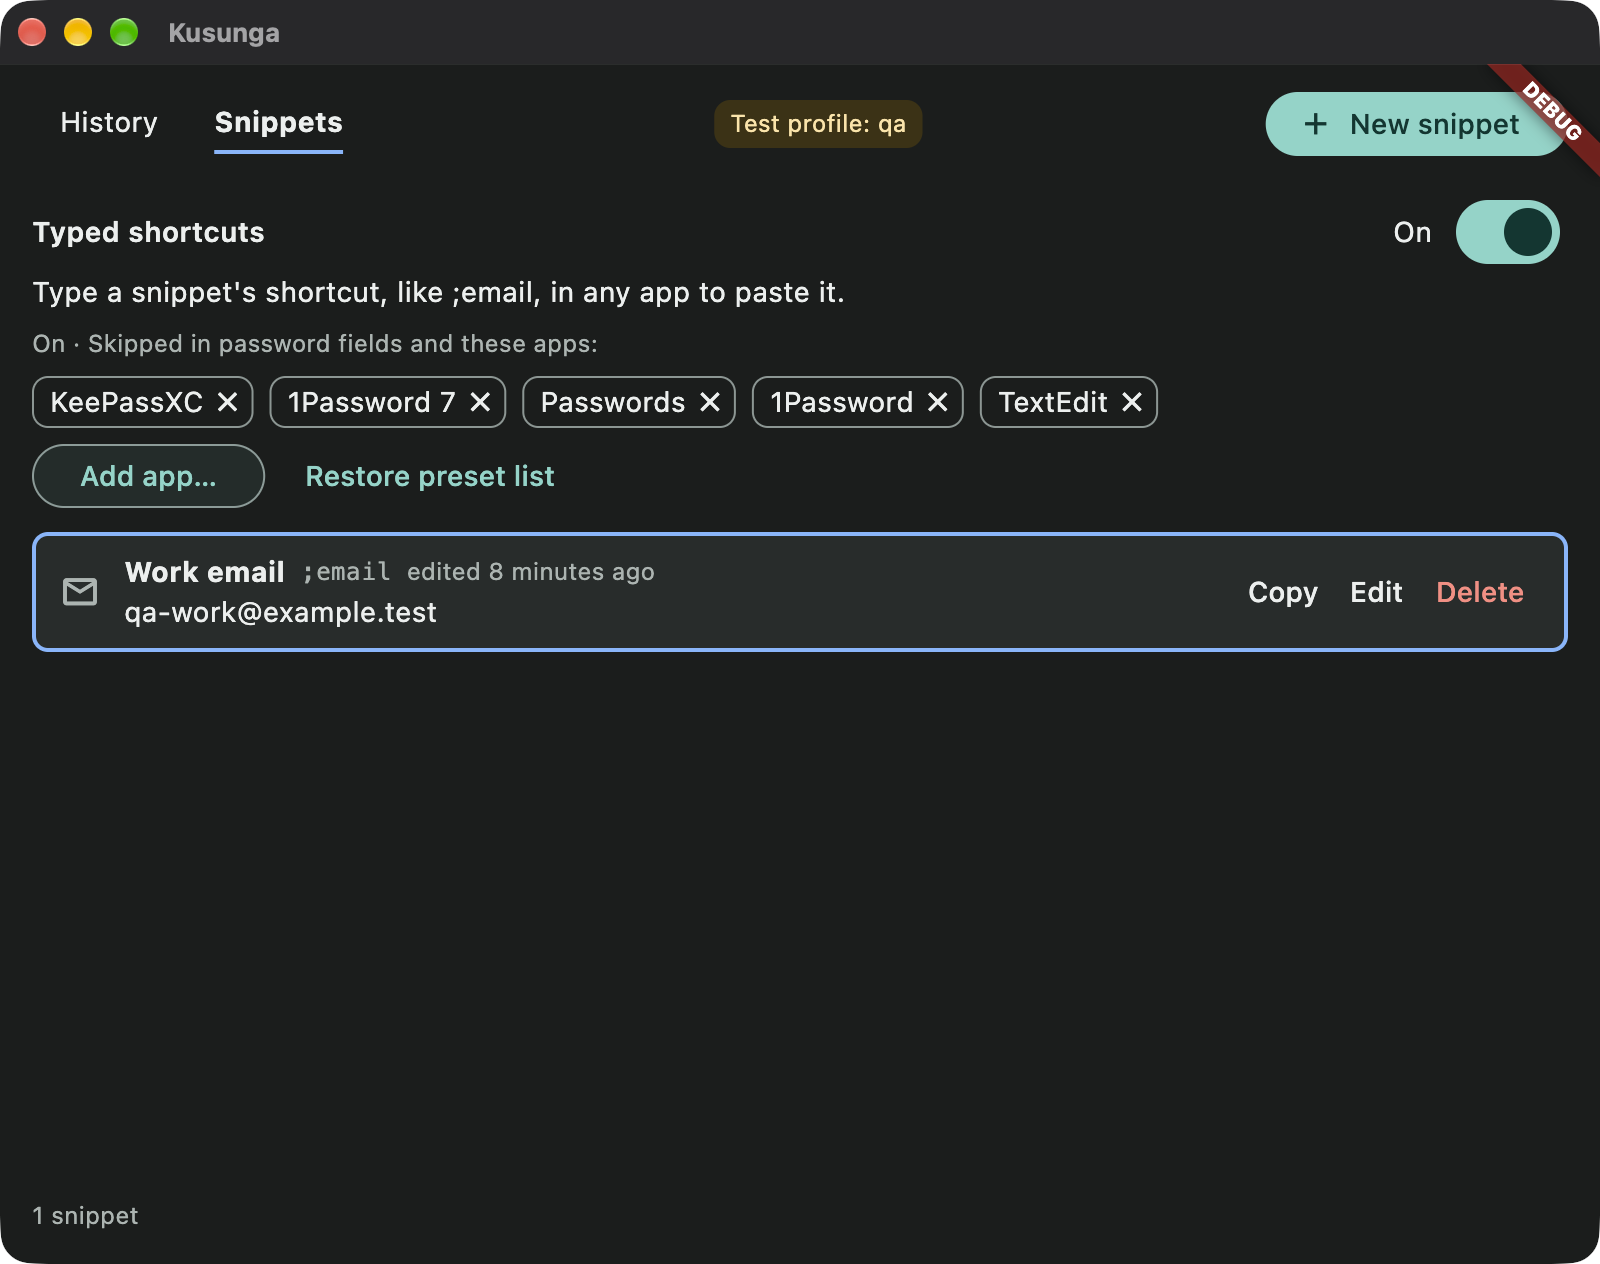 Kusunga
History Snippets Test profile: qa + New snippet
DEBUG
Typed shortcuts On
Type a snippet's shortcut, like ;email, in any app to paste it.
On · Skipped in password fields and these apps:
KeePassXC ✕ 1Password 7 ✕ Passwords ✕ 1Password ✕ TextEdit ✕
Add app... Restore preset list
Work email ;email edited 8 minutes ago
qa-work@example.test
Copy Edit Delete
1 snippet